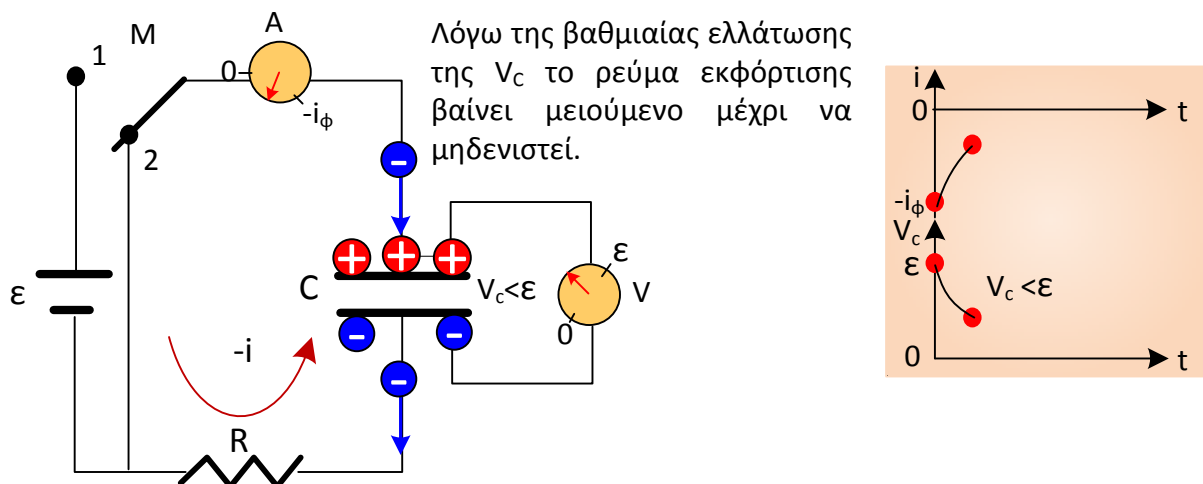 1
M
A
0
-iφ
2
Λόγω της βαθμιαίας ελλάτωσης
της VC το ρεύμα εκφόρτισης
βαίνει μειούμενο μέχρι να
μηδενιστεί.
-
+ + +
C
Vc<ε
ε
V
0
ε
- -
-
-i
R
i
0
t
-iφ
Vc
ε
Vc <ε
0
t